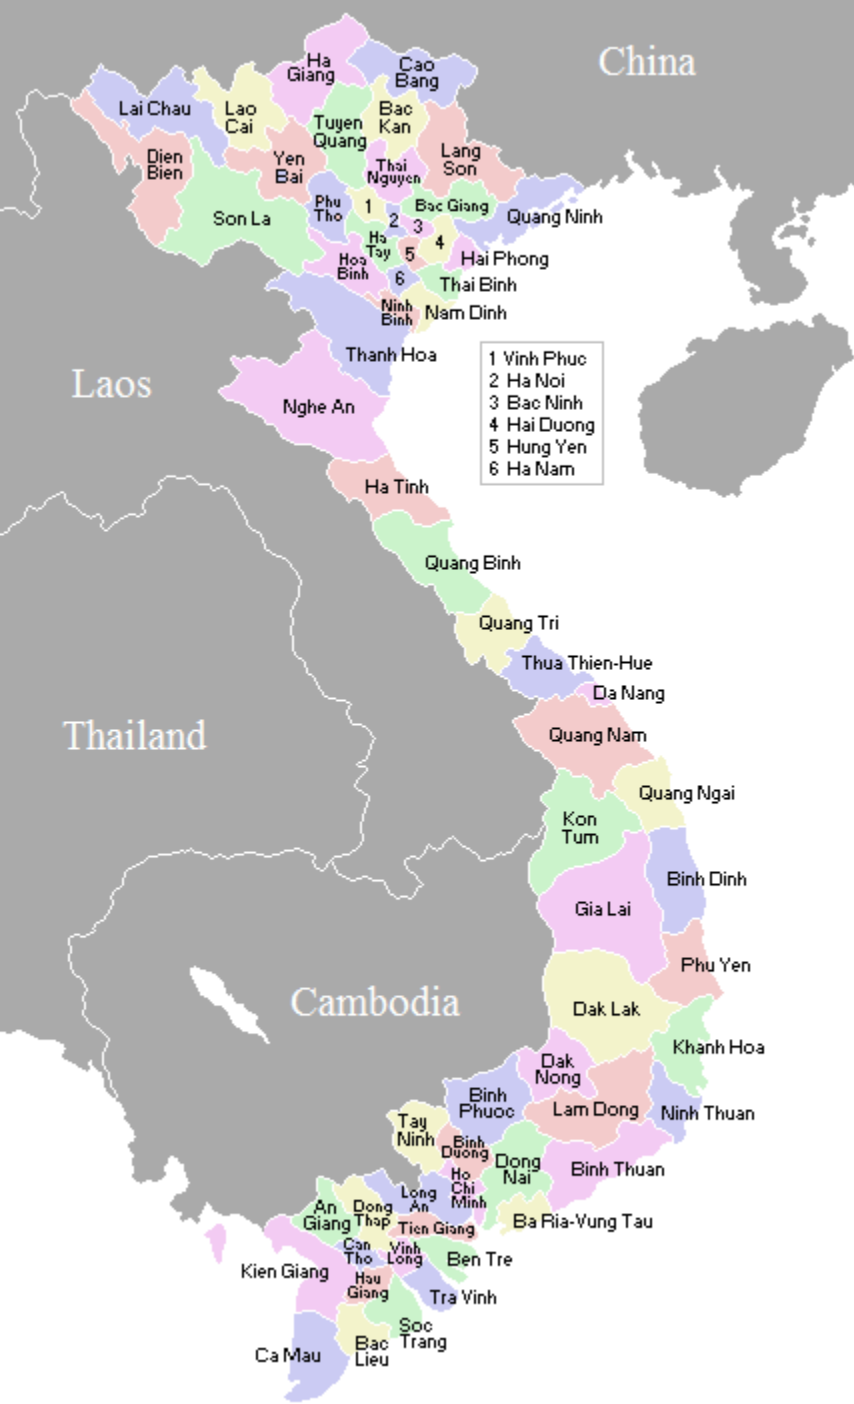 China
Ha
Giang
Cao
Bang
Lai Chau
Lao
Cai
Tuyen
Quang
Bac
Kan
Lang
Son
Dien
Bien
Yen
Bai
Thai
Nguyen
Son La
Phu
Tho
1
2
Bac Giang
3
Quang Ninh
Ha
Tay
4
5
Hoa
Binh
Hai Phong
6
Thai Binh
Ninh
Binh
Nam Dinh
Thanh Hoa
1 Vinh Phuc
2 Ha Noi
3 Bac Ninh
4 Hai Duong
5 Hung Yen
6 Ha Nam
Laos
Nghe An
Ha Tinh
Quang Binh
Quang Tri
Thua Thien-Hue
Da Nang
Thailand
Quang Nam
Quang Ngai
Kon
Tum
Binh Dinh
Gia Lai
Phu Yen
Cambodia
Dak Lak
Khanh Hoa
Dak
Nong
Binh
Phuoc
Lam Dong
Ninh Thuan
Tay
Ninh
Binh
Duong
Dong
Nai
Binh Thuan
Ho
Chi
Minh
Long
An
An
Giang
Dong
Thap
Tien Giang
Ba Ria-Vung Tau
Can
Tho
Vinh
Long
Ben Tre
Kien Giang
Hau
Giang
Tra Vinh
Soc
Trang
Bac
Lieu
Ca Mau